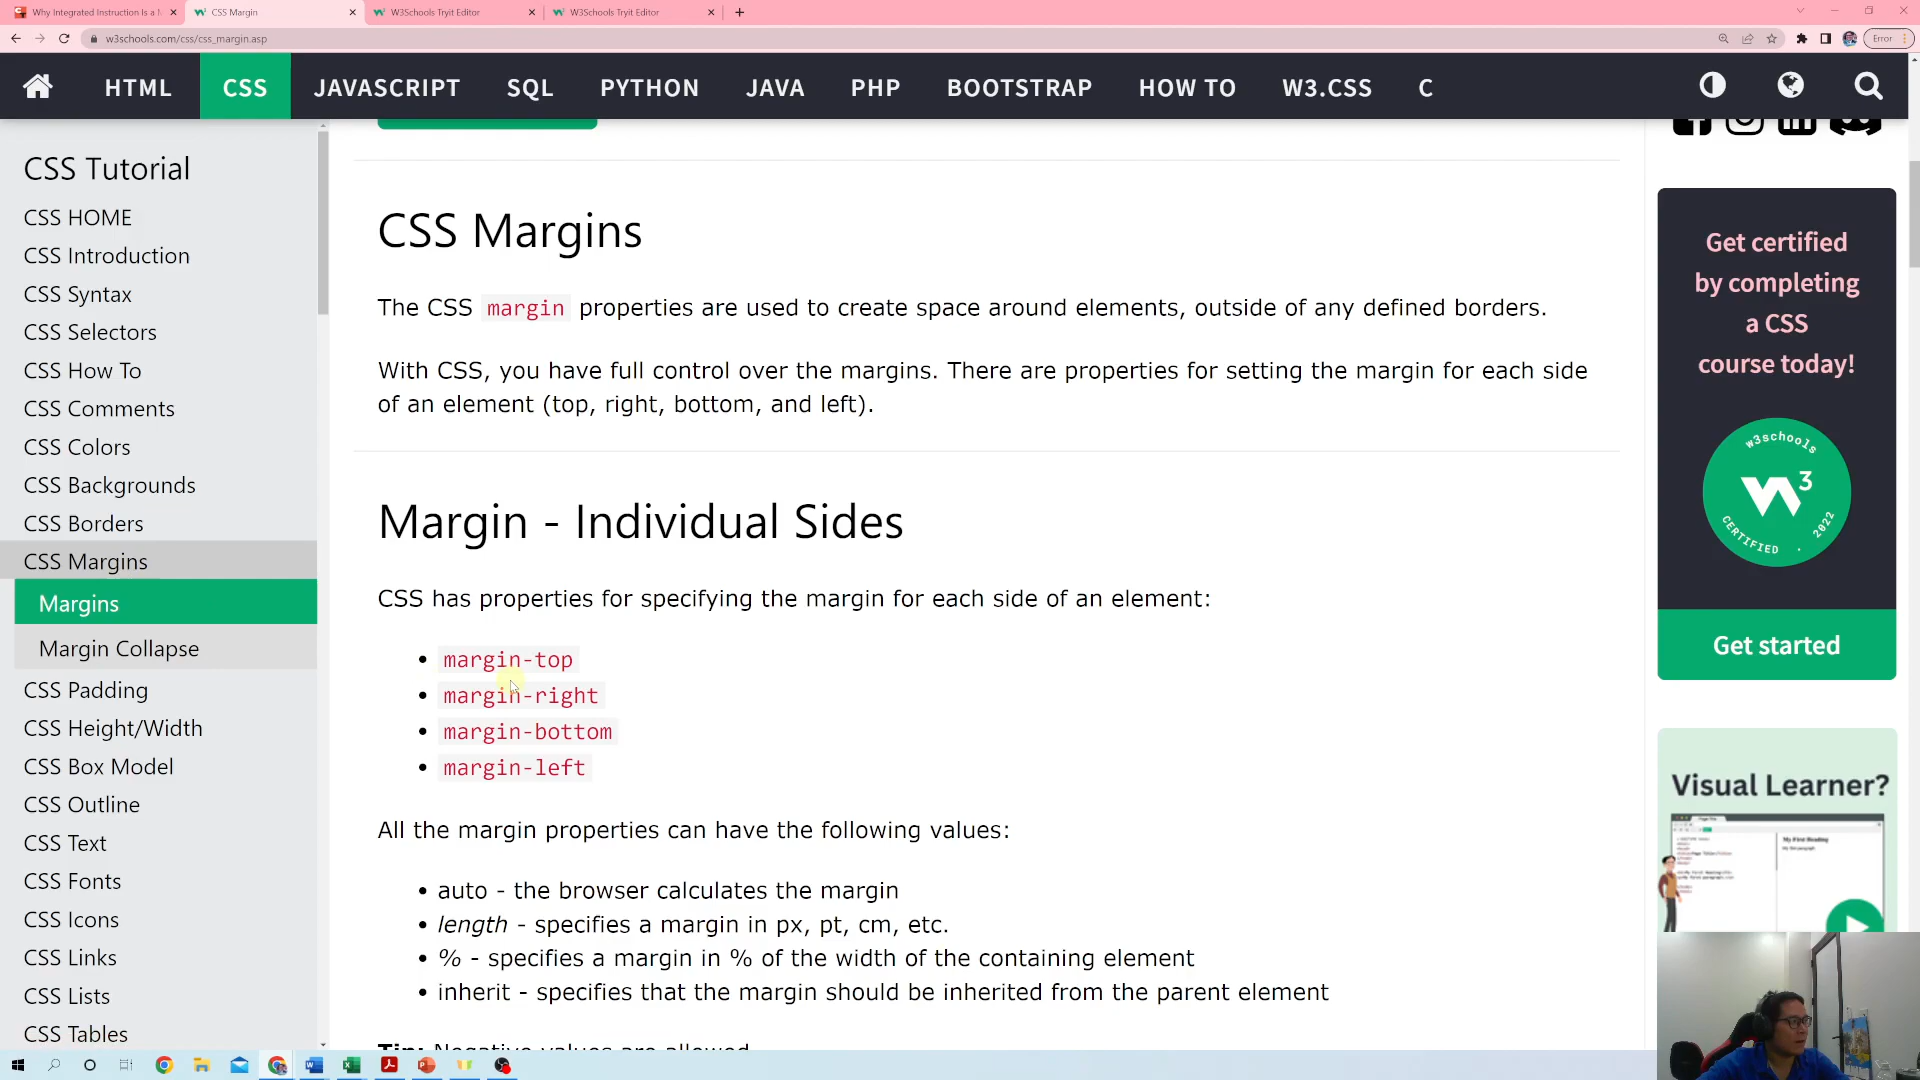 Why Integrated Instruction Is a
CSS Margin
W3Schools Tryit Editor
W3Schools Tryit Editor
w3schools.com/css/css_margin.asp
Error
HTML
CSS
JAVASCRIPT
SQL
PYTHON
JAVA
PHP
BOOTSTRAP
HOW TO
W3.CSS
C
CSS Tutorial
CSS HOME
CSS Introduction
CSS Syntax
CSS Selectors
CSS How To
CSS Comments
CSS Colors
CSS Backgrounds
CSS Borders
CSS Margins
Margins
Margin Collapse
CSS Padding
CSS Height/Width
CSS Box Model
CSS Outline
CSS Text
CSS Fonts
CSS Icons
CSS Links
CSS Lists
CSS Tables
CSS Margins
The CSS margin properties are used to create space around elements, outside of any defined borders.
With CSS, you have full control over the margins. There are properties for setting the margin for each side
of an element (top, right, bottom, and left).
Margin - Individual Sides
CSS has properties for specifying the margin for each side of an element:
• margin-top
• margin-right
• margin-bottom
• margin-left
All the margin properties can have the following values:
• auto - the browser calculates the margin
• length - specifies a margin in px, pt, cm, etc.
• % - specifies a margin in % of the width of the containing element
• inherit - specifies that the margin should be inherited from the parent element
Tip: Negative values are allowed.
Get certified
by completing
a CSS
course today!
w3schools
3
CERTIFIED . 2022
Get started
Visual Learner?